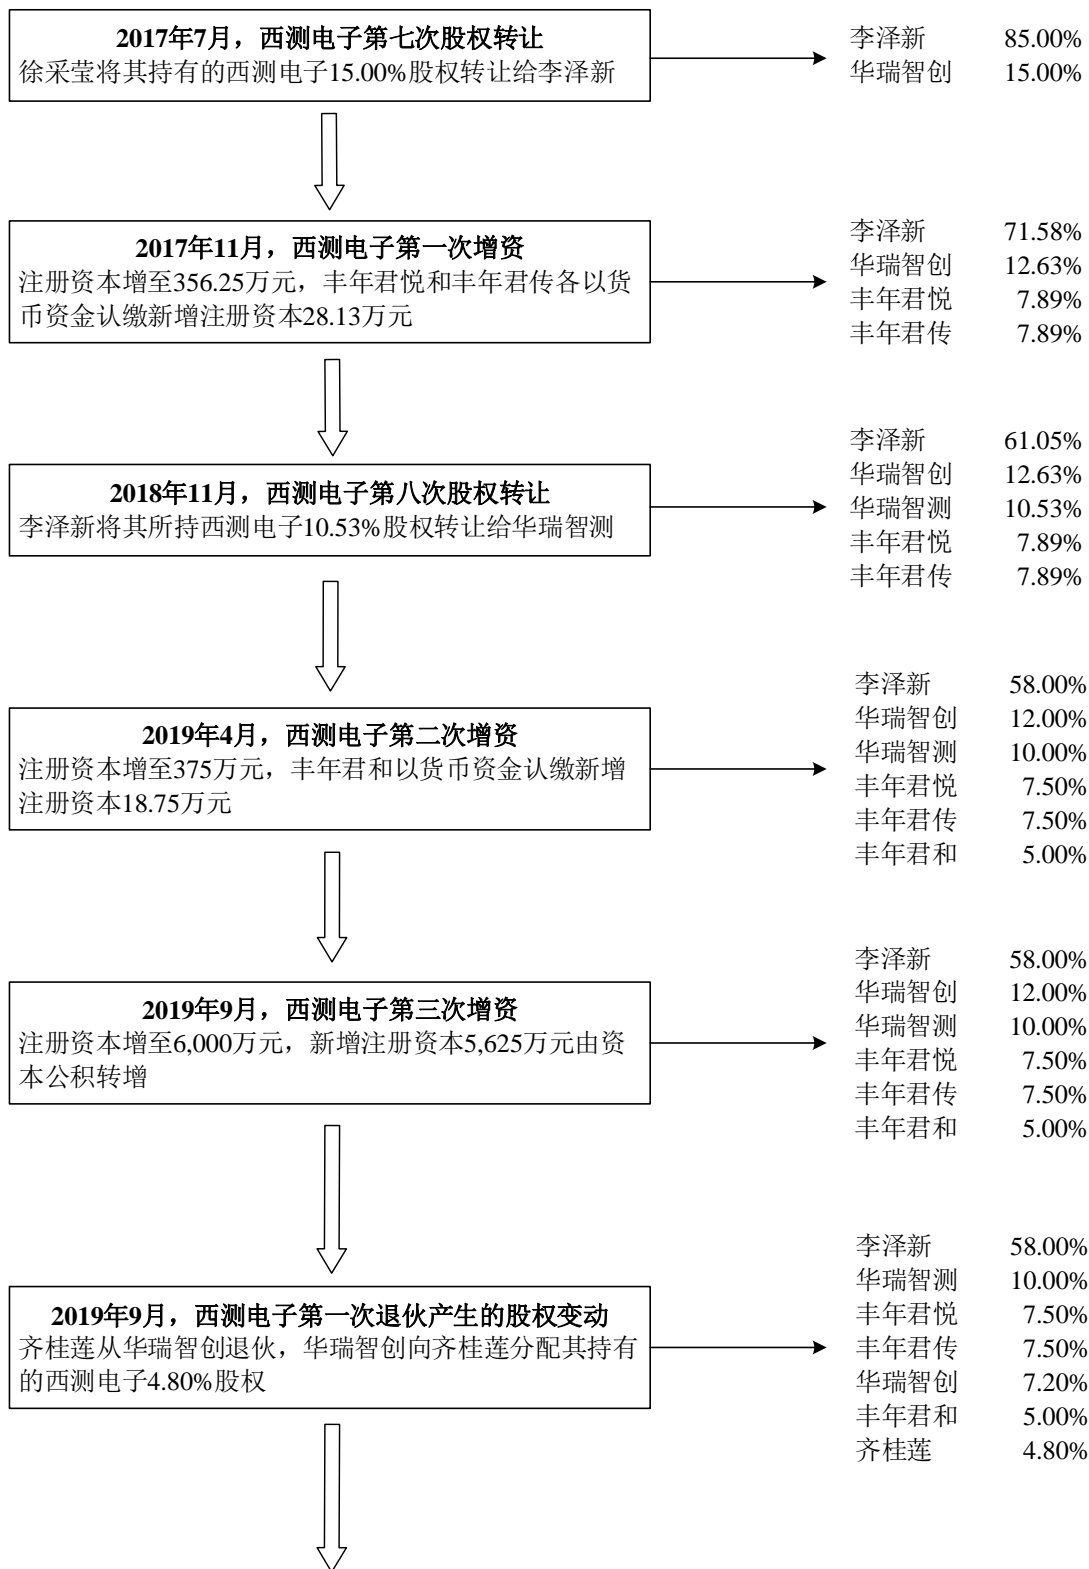 2017年7月，西测电子第七次股权转让
徐采莹将其持有的西测电子15.00%股权转让给李泽新
李泽新 85.00%
华瑞智创 15.00%
2017年11月，西测电子第一次增资
注册资本增至356.25万元，丰年君悦和丰年君传各以货
币资金认缴新增注册资本28.13万元
李泽新 71.58%
华瑞智创 12.63%
丰年君悦 7.89%
丰年君传 7.89%
2018年11月，西测电子第八次股权转让
李泽新将其所持西测电子10.53%股权转让给华瑞智测
李泽新 61.05%
华瑞智创 12.63%
华瑞智测 10.53%
丰年君悦 7.89%
丰年君传 7.89%
2019年4月，西测电子第二次增资
注册资本增至375万元，丰年君和以货币资金认缴新增
注册资本18.75万元
李泽新 58.00%
华瑞智创 12.00%
华瑞智测 10.00%
丰年君悦 7.50%
丰年君传 7.50%
丰年君和 5.00%
2019年9月，西测电子第三次增资
注册资本增至6,000万元，新增注册资本5,625万元由资
本公积转增
李泽新 58.00%
华瑞智创 12.00%
华瑞智测 10.00%
丰年君悦 7.50%
丰年君传 7.50%
丰年君和 5.00%
2019年9月，西测电子第一次退伙产生的股权变动
齐桂莲从华瑞智创退伙，华瑞智创向齐桂莲分配其持有
的西测电子4.80%股权
李泽新 58.00%
华瑞智测 10.00%
丰年君悦 7.50%
丰年君传 7.50%
华瑞智创 7.20%
丰年君和 5.00%
齐桂莲 4.80%